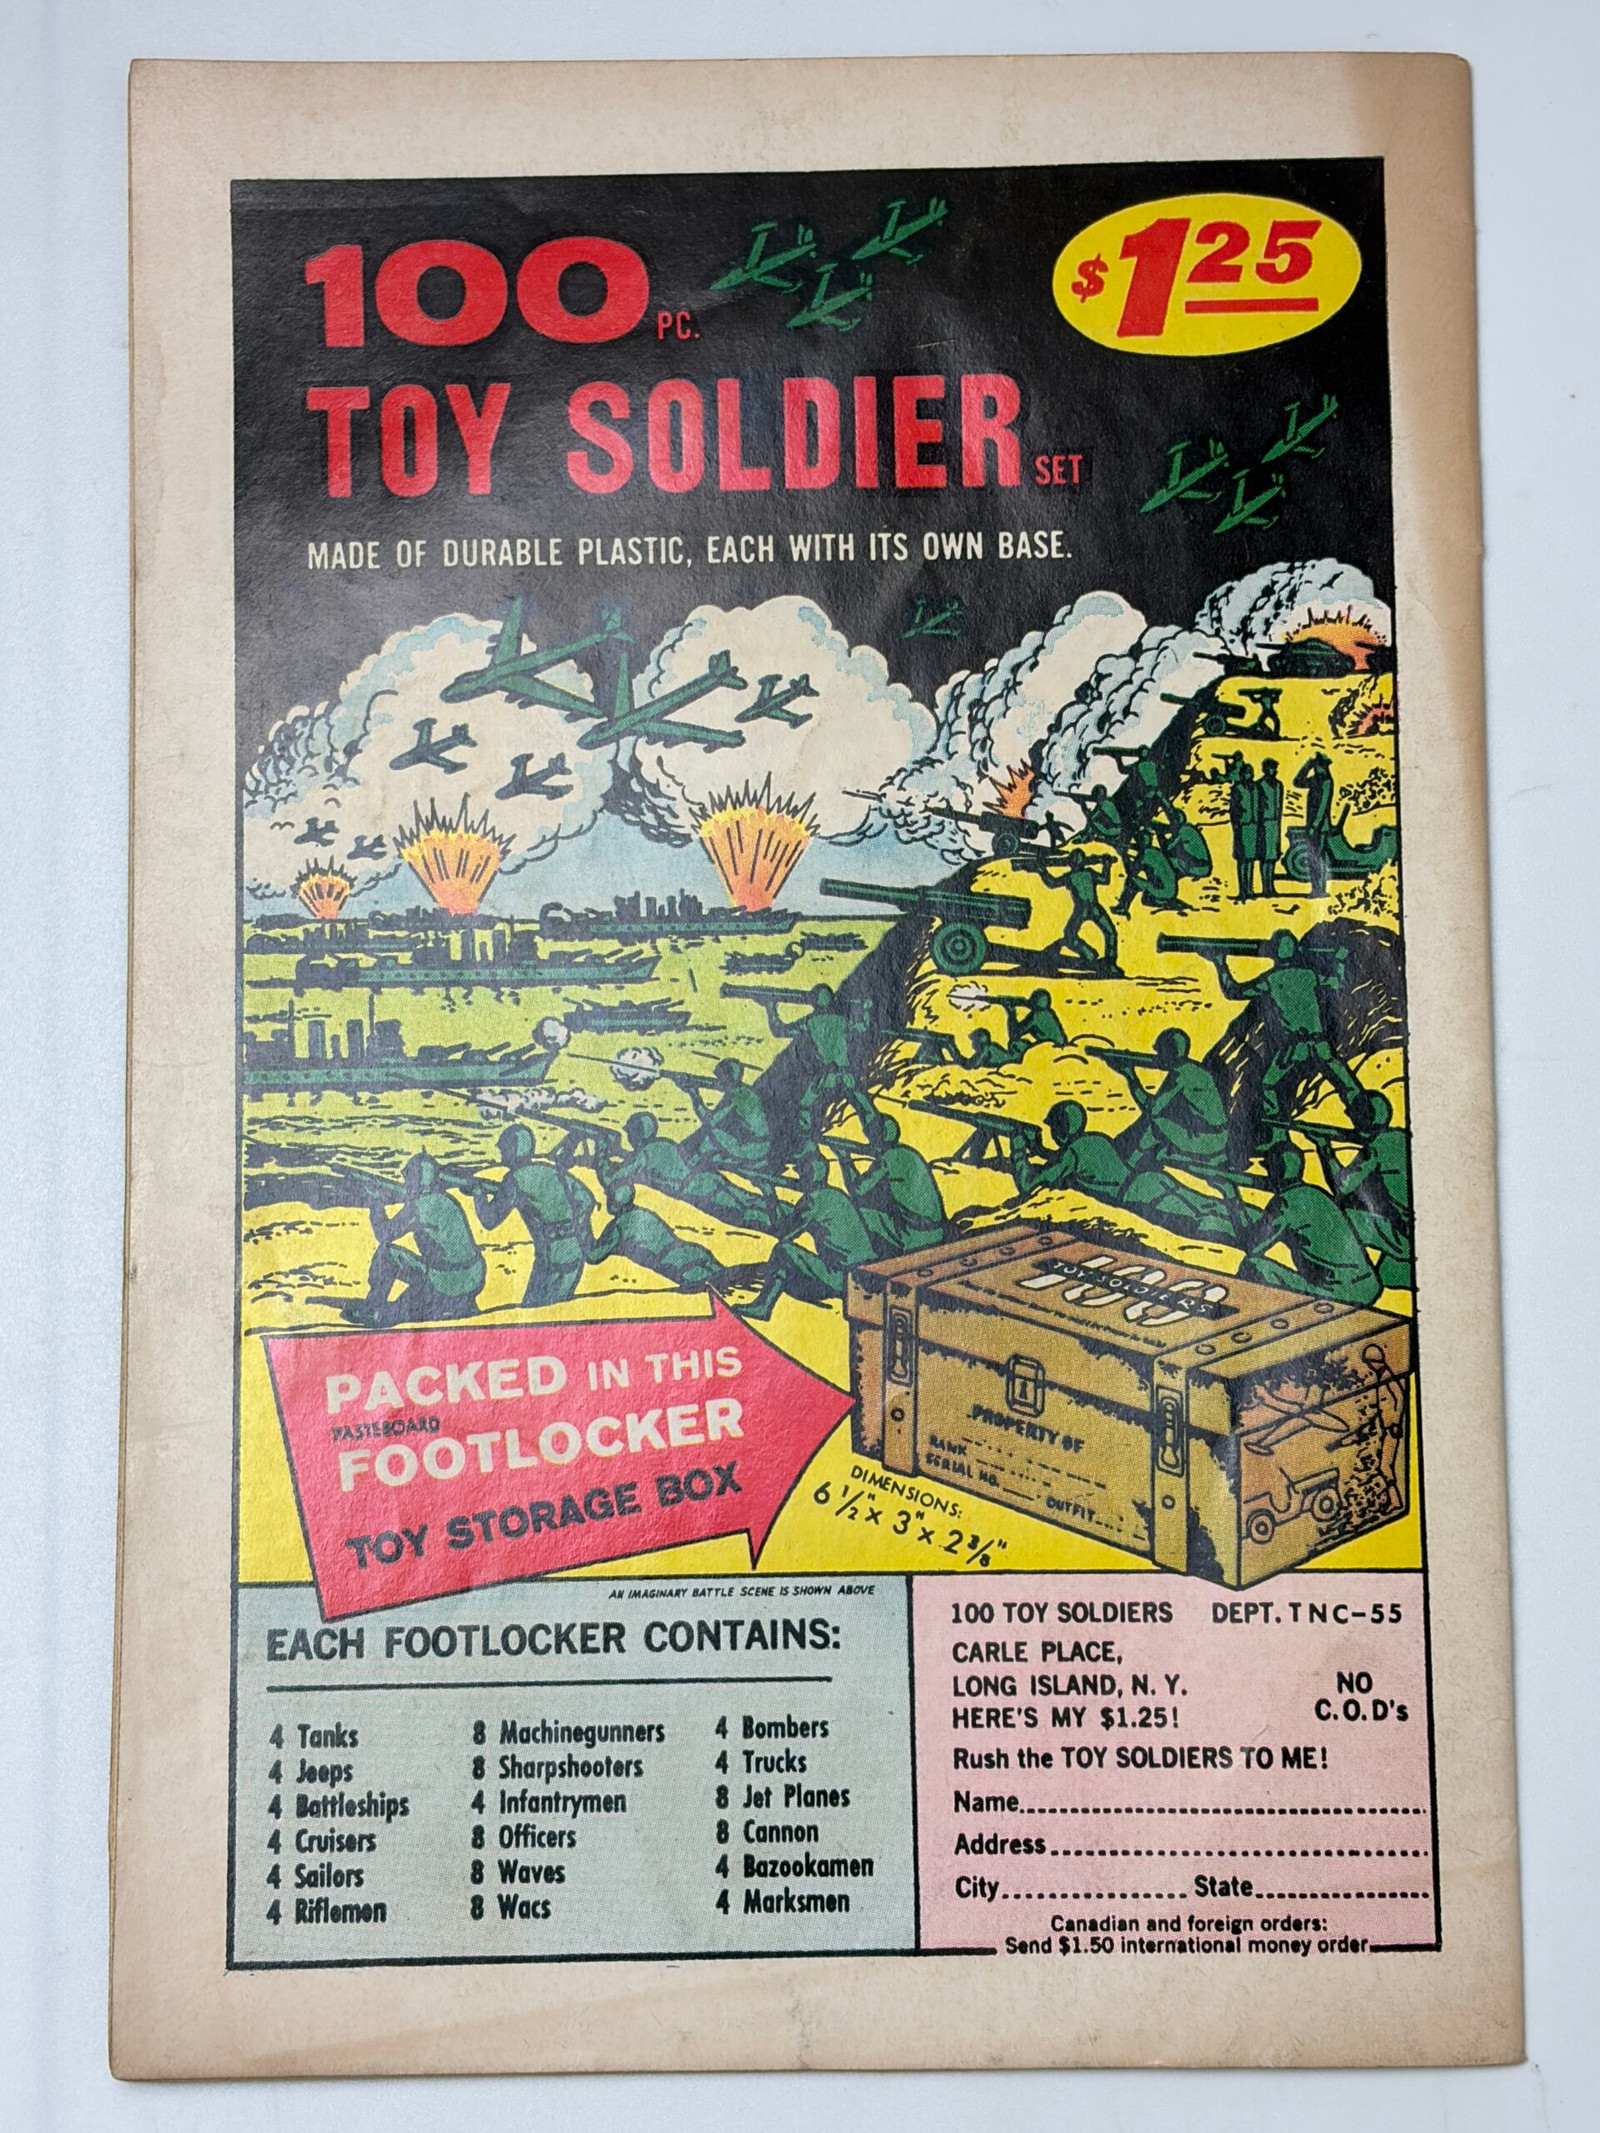 100 PC.
$1.25
TOY SOLDIER SET
MADE OF DURABLE PLASTIC, EACH WITH ITS OWN BASE.
100
TOY SOLDIERS
PROPERTY OF
RANK
SERIAL NO.
OUTFIT
PACKED IN THIS
PASTEBOARD
FOOTLOCKER
TOY STORAGE BOX
DIMENSIONS:
6 1/2" x 3" x 2 3/8"
AN IMAGINARY BATTLE SCENE IS SHOWN ABOVE
EACH FOOTLOCKER CONTAINS:
4 Tanks
4 Jeeps
4 Battleships
4 Cruisers
4 Sailors
4 Riflemen
8 Machinegunners
8 Sharpshooters
4 Infantrymen
8 Officers
8 Waves
8 Wacs
4 Bombers
4 Trucks
8 Jet Planes
8 Cannon
4 Bazookamen
4 Marksmen
100 TOY SOLDIERS DEPT. TNC-55
CARLE PLACE,
LONG ISLAND, N. Y.
HERE'S MY $1.25!
NO
C.O.D's
Rush the TOY SOLDIERS TO ME!
Name
Address
City State
Canadian and foreign orders:
Send $1.50 international money order